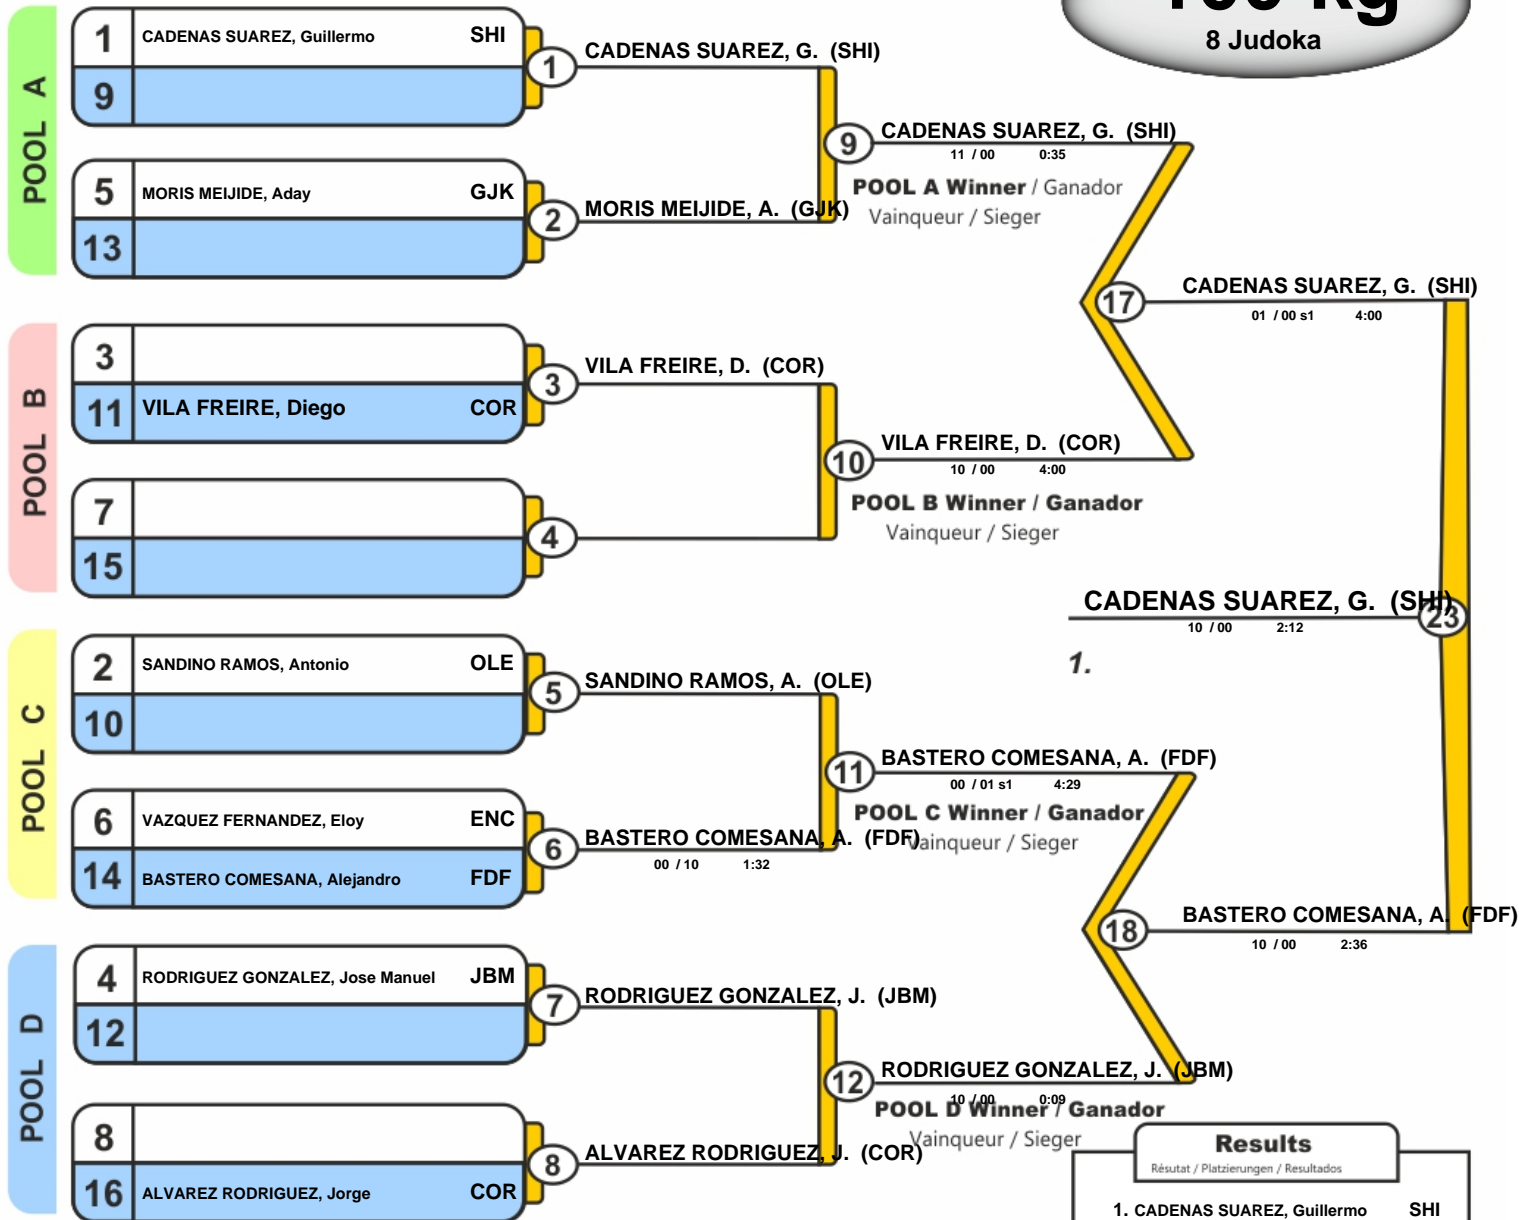 8 Judoka
POOL A
1 CADENAS SUAREZ, Guillermo SHI
9
1 CADENAS SUAREZ, G. (SHI)
5 MORIS MEIJIDE, Aday GJK
13
2 MORIS MEIJIDE, A. (GJK)
9 CADENAS SUAREZ, G. (SHI)
11 / 00 0:35
POOL A Winner / Ganador
Vainqueur / Sieger
POOL B
3
11 VILA FREIRE, Diego COR
3 VILA FREIRE, D. (COR)
7
15
4
10 VILA FREIRE, D. (COR)
10 / 00 4:00
POOL B Winner / Ganador
Vainqueur / Sieger
17 CADENAS SUAREZ, G. (SHI)
01 / 00 s1 4:00
CADENAS SUAREZ, G. (SHI) 23
10 / 00 2:12
1.
POOL C
2 SANDINO RAMOS, Antonio OLE
10
5 SANDINO RAMOS, A. (OLE)
6 VAZQUEZ FERNANDEZ, Eloy ENC
14 BASTERO COMESANA, Alejandro FDF
6 BASTERO COMESANA, A. (FDF)
00 / 10 1:32
11 BASTERO COMESANA, A. (FDF)
00 / 01 s1 4:29
POOL C Winner / Ganador
Vainqueur / Sieger
18 BASTERO COMESANA, A. (FDF)
10 / 00 2:36
POOL D
4 RODRIGUEZ GONZALEZ, Jose Manuel JBM
12
7 RODRIGUEZ GONZALEZ, J. (JBM)
8
16 ALVAREZ RODRIGUEZ, Jorge COR
8 ALVAREZ RODRIGUEZ, J. (COR)
12 RODRIGUEZ GONZALEZ, J. (JBM)
10 / 00 0:09
POOL D Winner / Ganador
Vainqueur / Sieger
Results
Résutat / Platzierungen / Resultados
1. CADENAS SUAREZ, Guillermo SHI